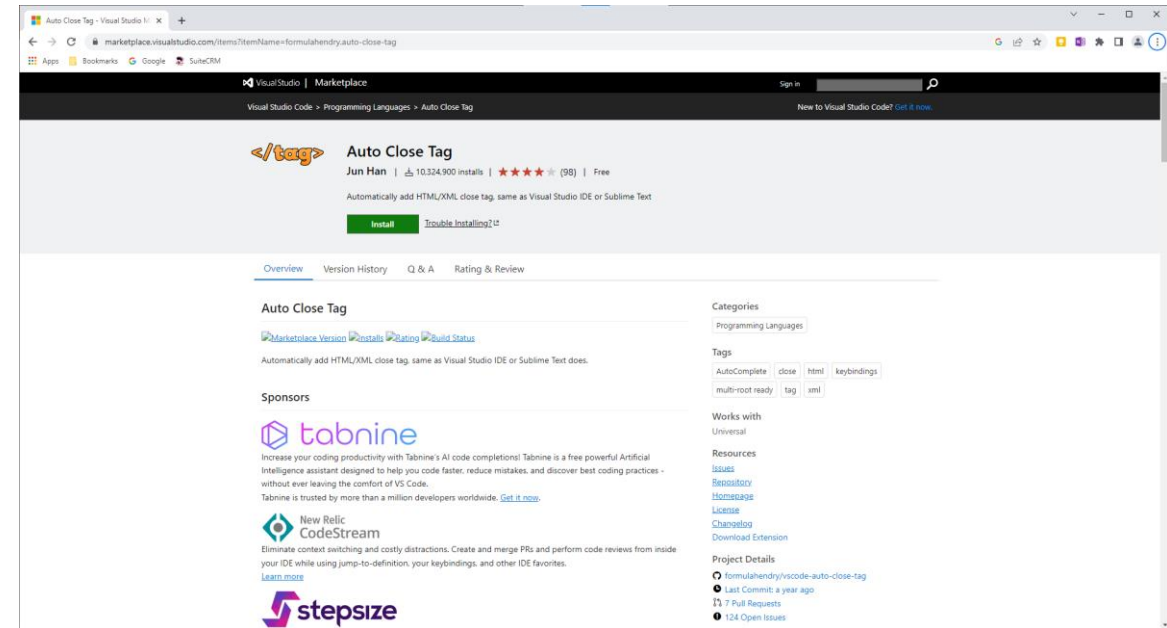 Auto Close Tag - Visual Studio M
marketplace.visualstudio.com/items?itemName=formulahendry.auto-close-tag
Apps Bookmarks Google SuiteCRM
Visual Studio | Marketplace
Sign in
Visual Studio Code > Programming Languages > Auto Close Tag
New to Visual Studio Code? Get it now.
</tag>
Auto Close Tag
Jun Han | 10.324.900 installs | (98) | Free
Automatically add HTML/XML close tag, same as Visual Studio IDE or Sublime Text
Install Trouble Installing?
Overview Version History Q & A Rating & Review
Auto Close Tag
Marketplace Version Installs Rating Build Status
Automatically add HTML/XML close tag, same as Visual Studio IDE or Sublime Text does.
Sponsors
tabnine
Increase your coding productivity with Tabnine's AI code completions! Tabnine is a free powerful Artificial
Intelligence assistant designed to help you code faster, reduce mistakes, and discover best coding practices -
without ever leaving the comfort of VS Code.
Tabnine is trusted by more than a million developers worldwide. Get it now.
New Relic
CodeStream
Eliminate context switching and costly distractions. Create and merge PRs and perform code reviews from inside
your IDE while using jump-to-definition, your keybindings, and other IDE favorites.
Learn more
stepsize
Categories
Programming Languages
Tags
AutoComplete close html keybindings
multi-root ready tag xml
Works with
Universal
Resources
Issues
Repository
Homepage
License
Changelog
Download Extension
Project Details
formulahendry/vscode-auto-close-tag
Last Commit: a year ago
7 Pull Requests
124 Open Issues